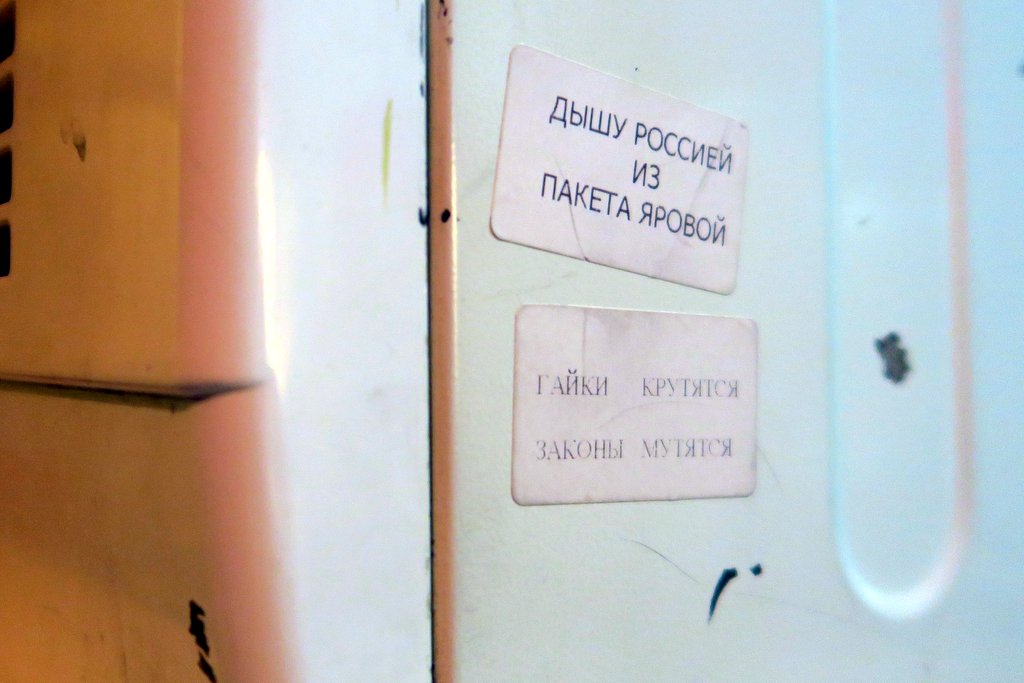 ДЫШУ РОССИЕЙ
ИЗ
ПАКЕТА ЯРОВОЙ
ГАЙКИ КРУТЯТСЯ
ЗАКОНЫ МУТЯТСЯ